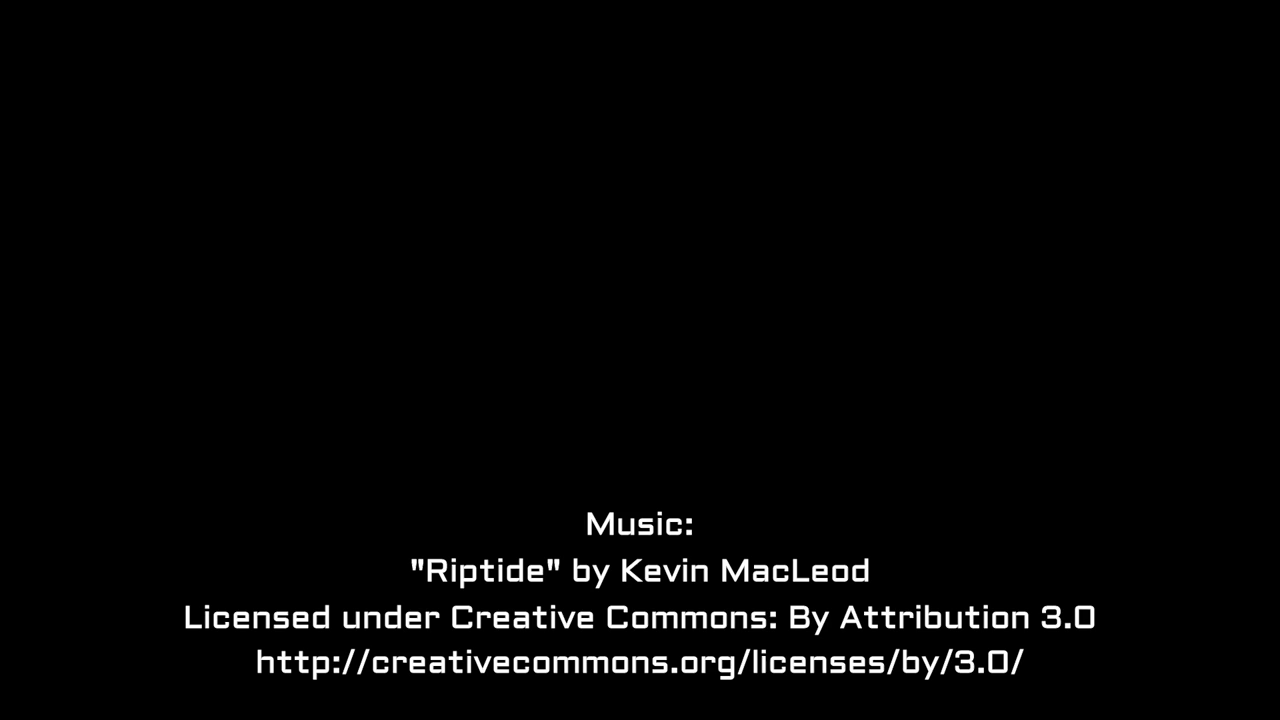 Music:
"Riptide" by Kevin MacLeod
Licensed under Creative Commons: By Attribution 3.0
http://creativecommons.org/licenses/by/3.0/